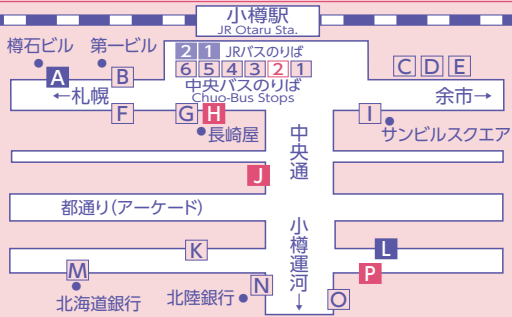 小樽駅
JR Otaru Sta.
樽石ビル
第一ビル
2 1 JRバスのりば
6 5 4 3 2 1
中央バスのりば
Chuo-Bus Stops
A
B
C D E
←札幌
余市→
F
G
H
I
長崎屋
サンビルスクエア
中央通
J
都通り(アーケード)
小樽運河→
K
L
M
N
O
P
北海道銀行
北陸銀行